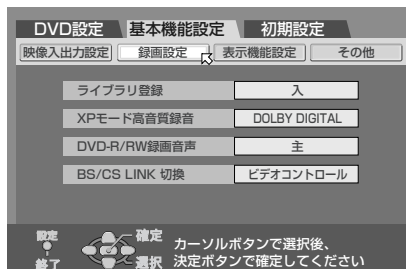 DVD設定 基本機能設定 初期設定
映像入出力設定 録画設定 表示機能設定 その他
ライブラリ登録 入
XPモード高音質録音 DOLBY DIGITAL
DVD-R/RW録画音声 主
BS/CS LINK 切換 ビデオコントロール
設定 確定
カーソルボタンで選択後、
終了 選択 決定ボタンで確定してください